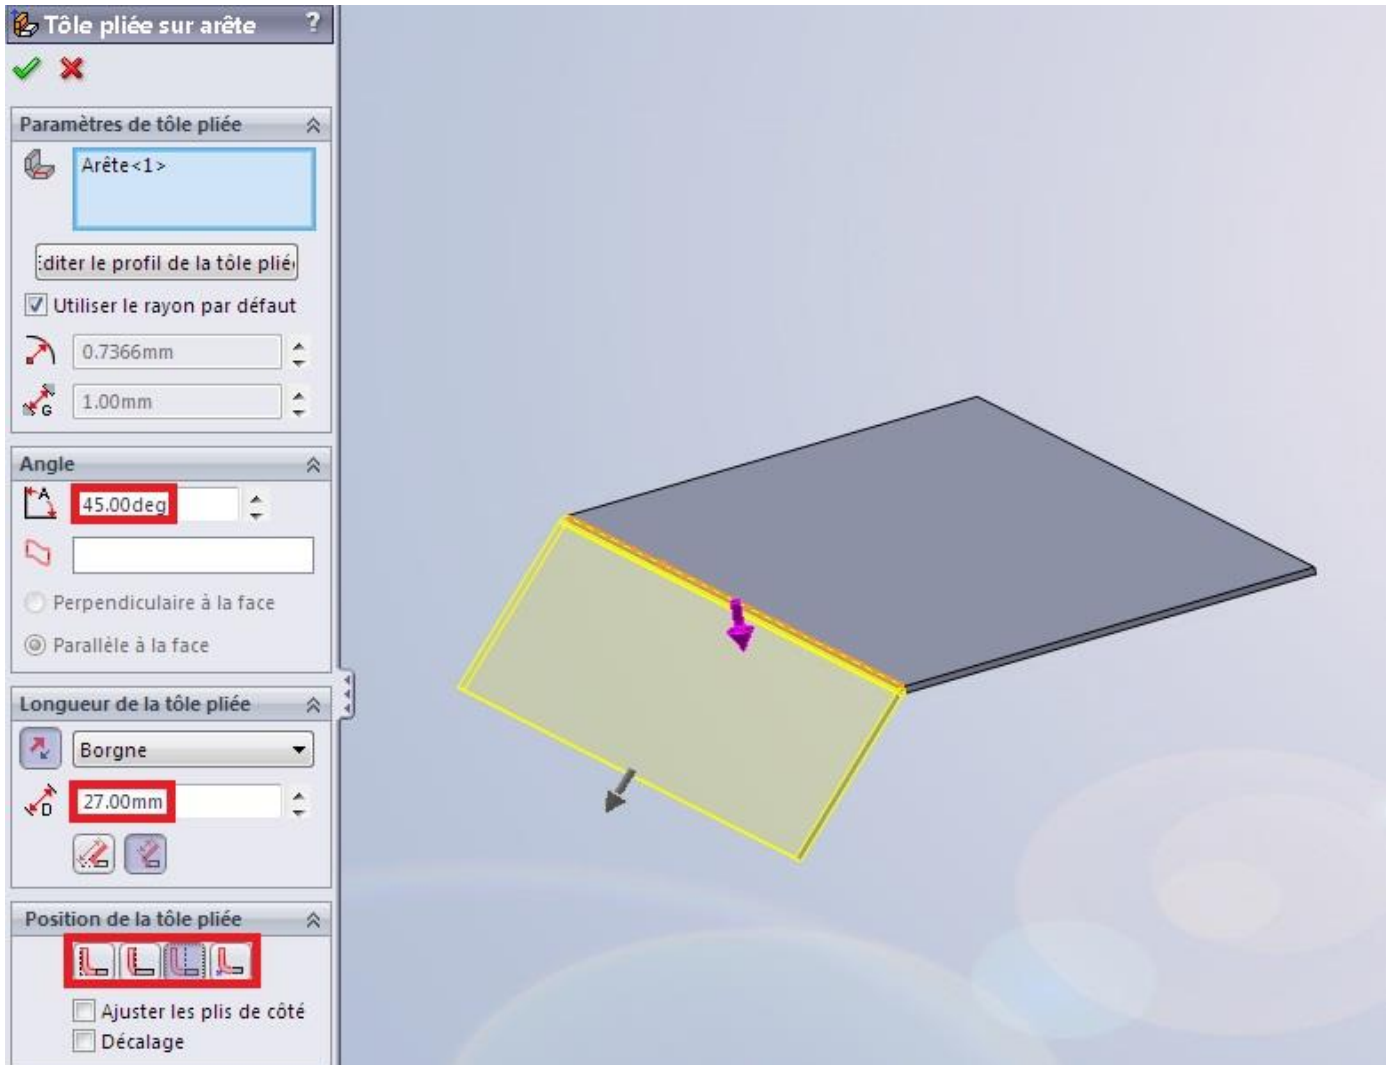 Tôle pliée sur arête ?
Paramètres de tôle pliée
Arête<1>
diter le profil de la tôle plié
Utiliser le rayon par défaut
0.7366mm
G
1.00mm
Angle
A
45.00deg
Perpendiculaire à la face
Parallèle à la face
Longueur de la tôle pliée
Borgne
D
27.00mm
Position de la tôle pliée
Ajuster les plis de côté
Décalage